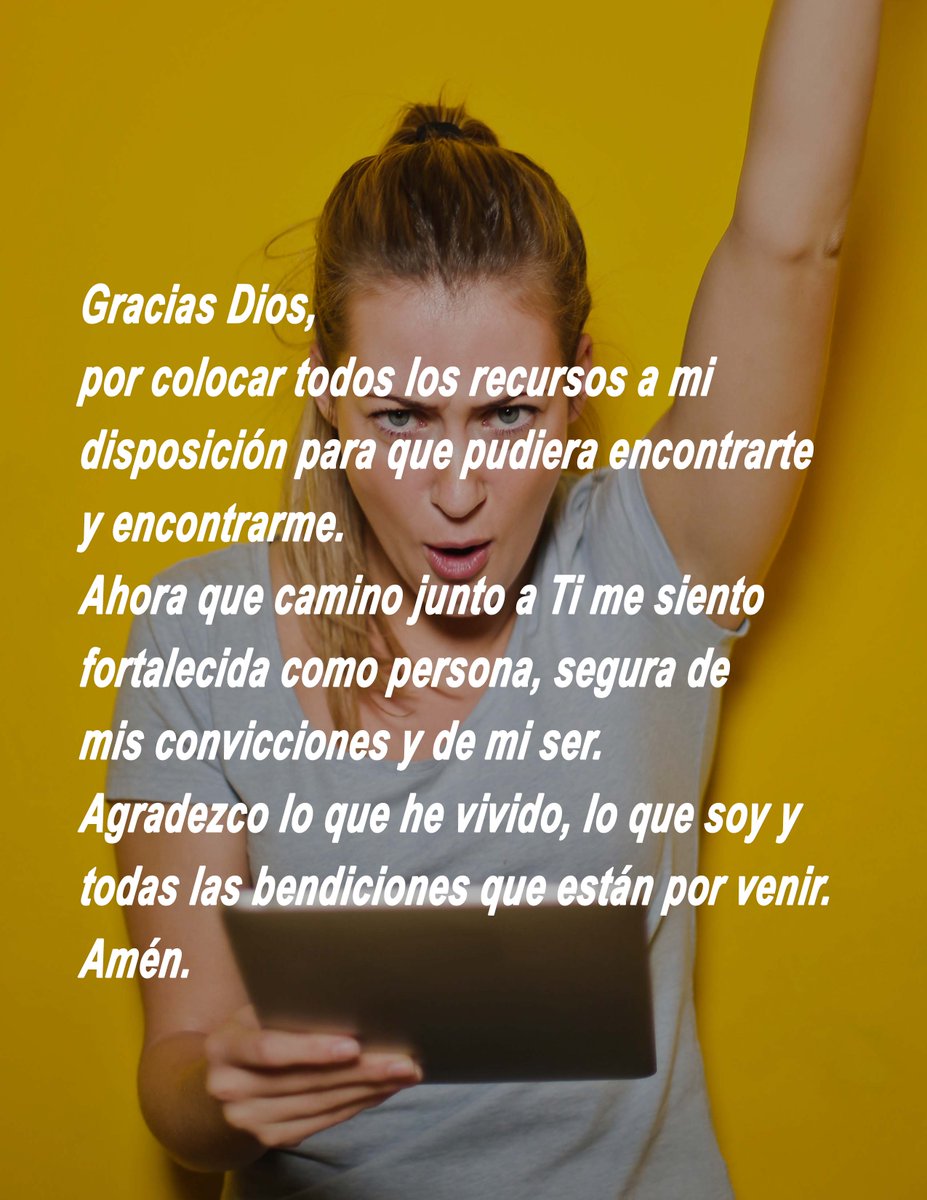 Gracias Dios,
por colocar todos los recursos a mi
disposición para que pudiera encontrarte
y encontrarme.
Ahora que camino junto a Ti me siento
fortalecida como persona, segura de
mis convicciones y de mi ser.
Agradezco lo que he vivido, lo que soy y
todas las bendiciones que están por venir.
Amén.